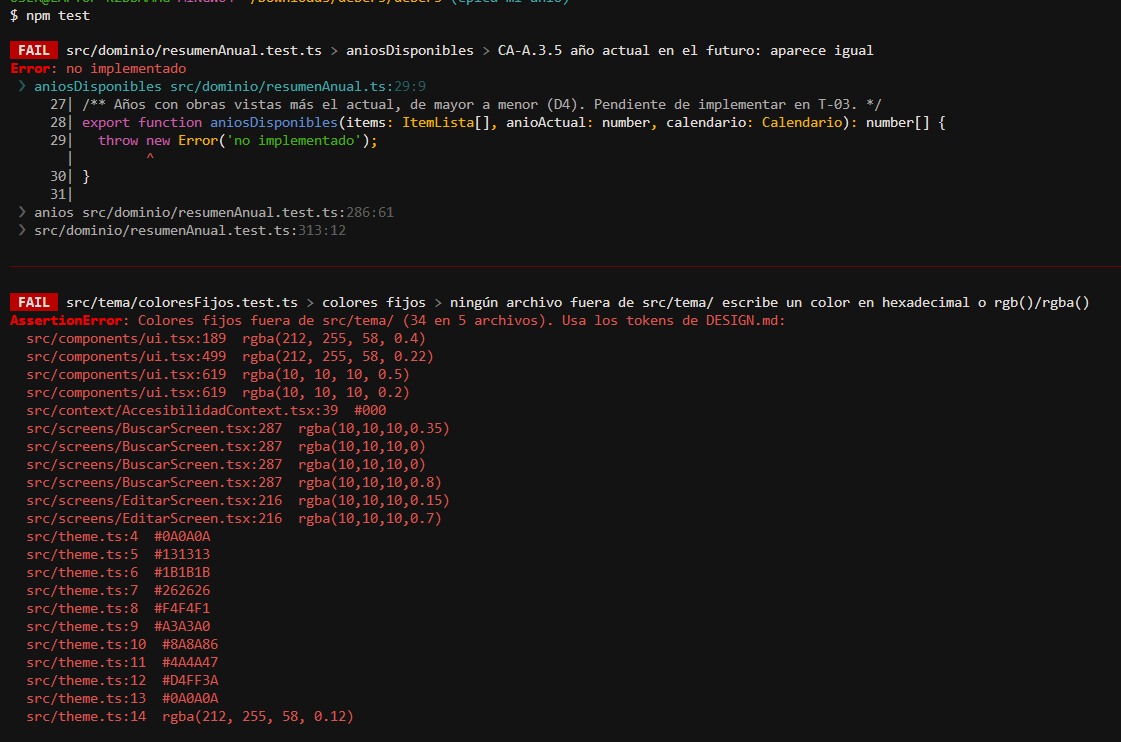 $ npm test
FAIL src/dominio/resumenAnual.test.ts > aniosDisponibles > CA-A.3.5 año actual en el futuro: aparece igual
Error: no implementado
❯ aniosDisponibles src/dominio/resumenAnual.ts:29:9
27| /** Años con obras vistas más el actual, de mayor a menor (D4). Pendiente de implementar en T-03. */
28| export function aniosDisponibles(items: ItemLista[], anioActual: number, calendario: Calendario): number[] {
29|   throw new Error('no implementado');
|         ^
30| }
31|
❯ anios src/dominio/resumenAnual.test.ts:286:61
❯ src/dominio/resumenAnual.test.ts:313:12
FAIL src/tema/coloresFijos.test.ts > colores fijos > ningún archivo fuera de src/tema/ escribe un color en hexadecimal o rgb()/rgba()
AssertionError: Colores fijos fuera de src/tema/ (34 en 5 archivos). Usa los tokens de DESIGN.md:
src/components/ui.tsx:189  rgba(212, 255, 58, 0.4)
src/components/ui.tsx:499  rgba(212, 255, 58, 0.22)
src/components/ui.tsx:619  rgba(10, 10, 10, 0.5)
src/components/ui.tsx:619  rgba(10, 10, 10, 0.2)
src/context/AccesibilidadContext.tsx:39  #000
src/screens/BuscarScreen.tsx:287  rgba(10,10,10,0.35)
src/screens/BuscarScreen.tsx:287  rgba(10,10,10,0)
src/screens/BuscarScreen.tsx:287  rgba(10,10,10,0)
src/screens/BuscarScreen.tsx:287  rgba(10,10,10,0.8)
src/screens/EditarScreen.tsx:216  rgba(10,10,10,0.15)
src/screens/EditarScreen.tsx:216  rgba(10,10,10,0.7)
src/theme.ts:4  #0A0A0A
src/theme.ts:5  #131313
src/theme.ts:6  #1B1B1B
src/theme.ts:7  #262626
src/theme.ts:8  #F4F4F1
src/theme.ts:9  #A3A3A0
src/theme.ts:10  #8A8A86
src/theme.ts:11  #4A4A47
src/theme.ts:12  #D4FF3A
src/theme.ts:13  #0A0A0A
src/theme.ts:14  rgba(212, 255, 58, 0.12)